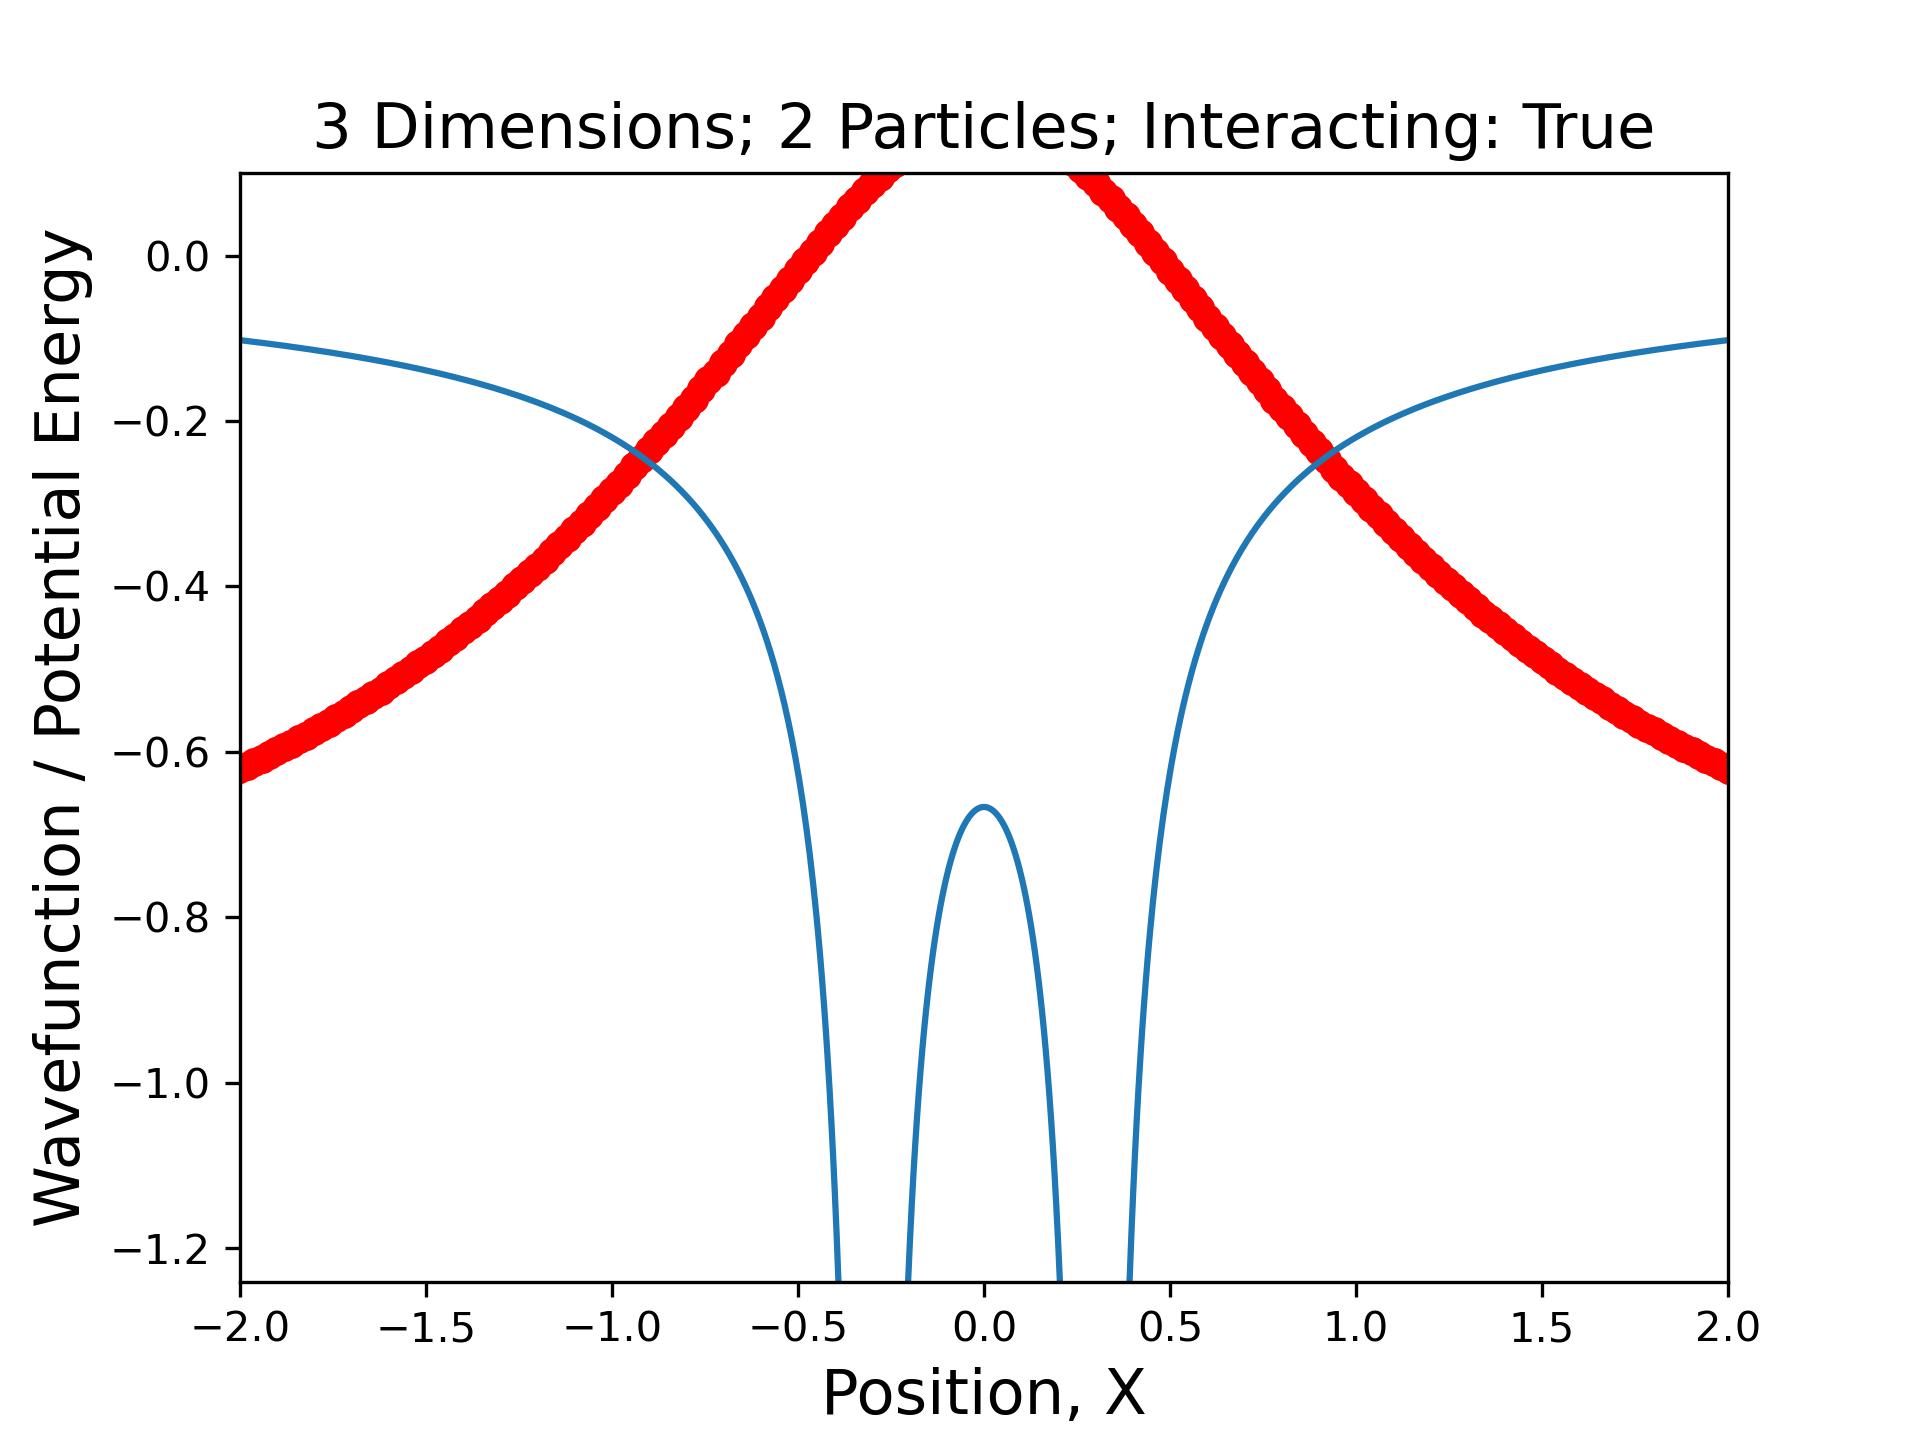 3 Dimensions; 2 Particles; Interacting: True
Wavefunction / Potential Energy
0.0
−0.2
−0.4
−0.6
−0.8
−1.0
−1.2
−2.0 −1.5 −1.0 −0.5 0.0 0.5 1.0 1.5 2.0
Position, X